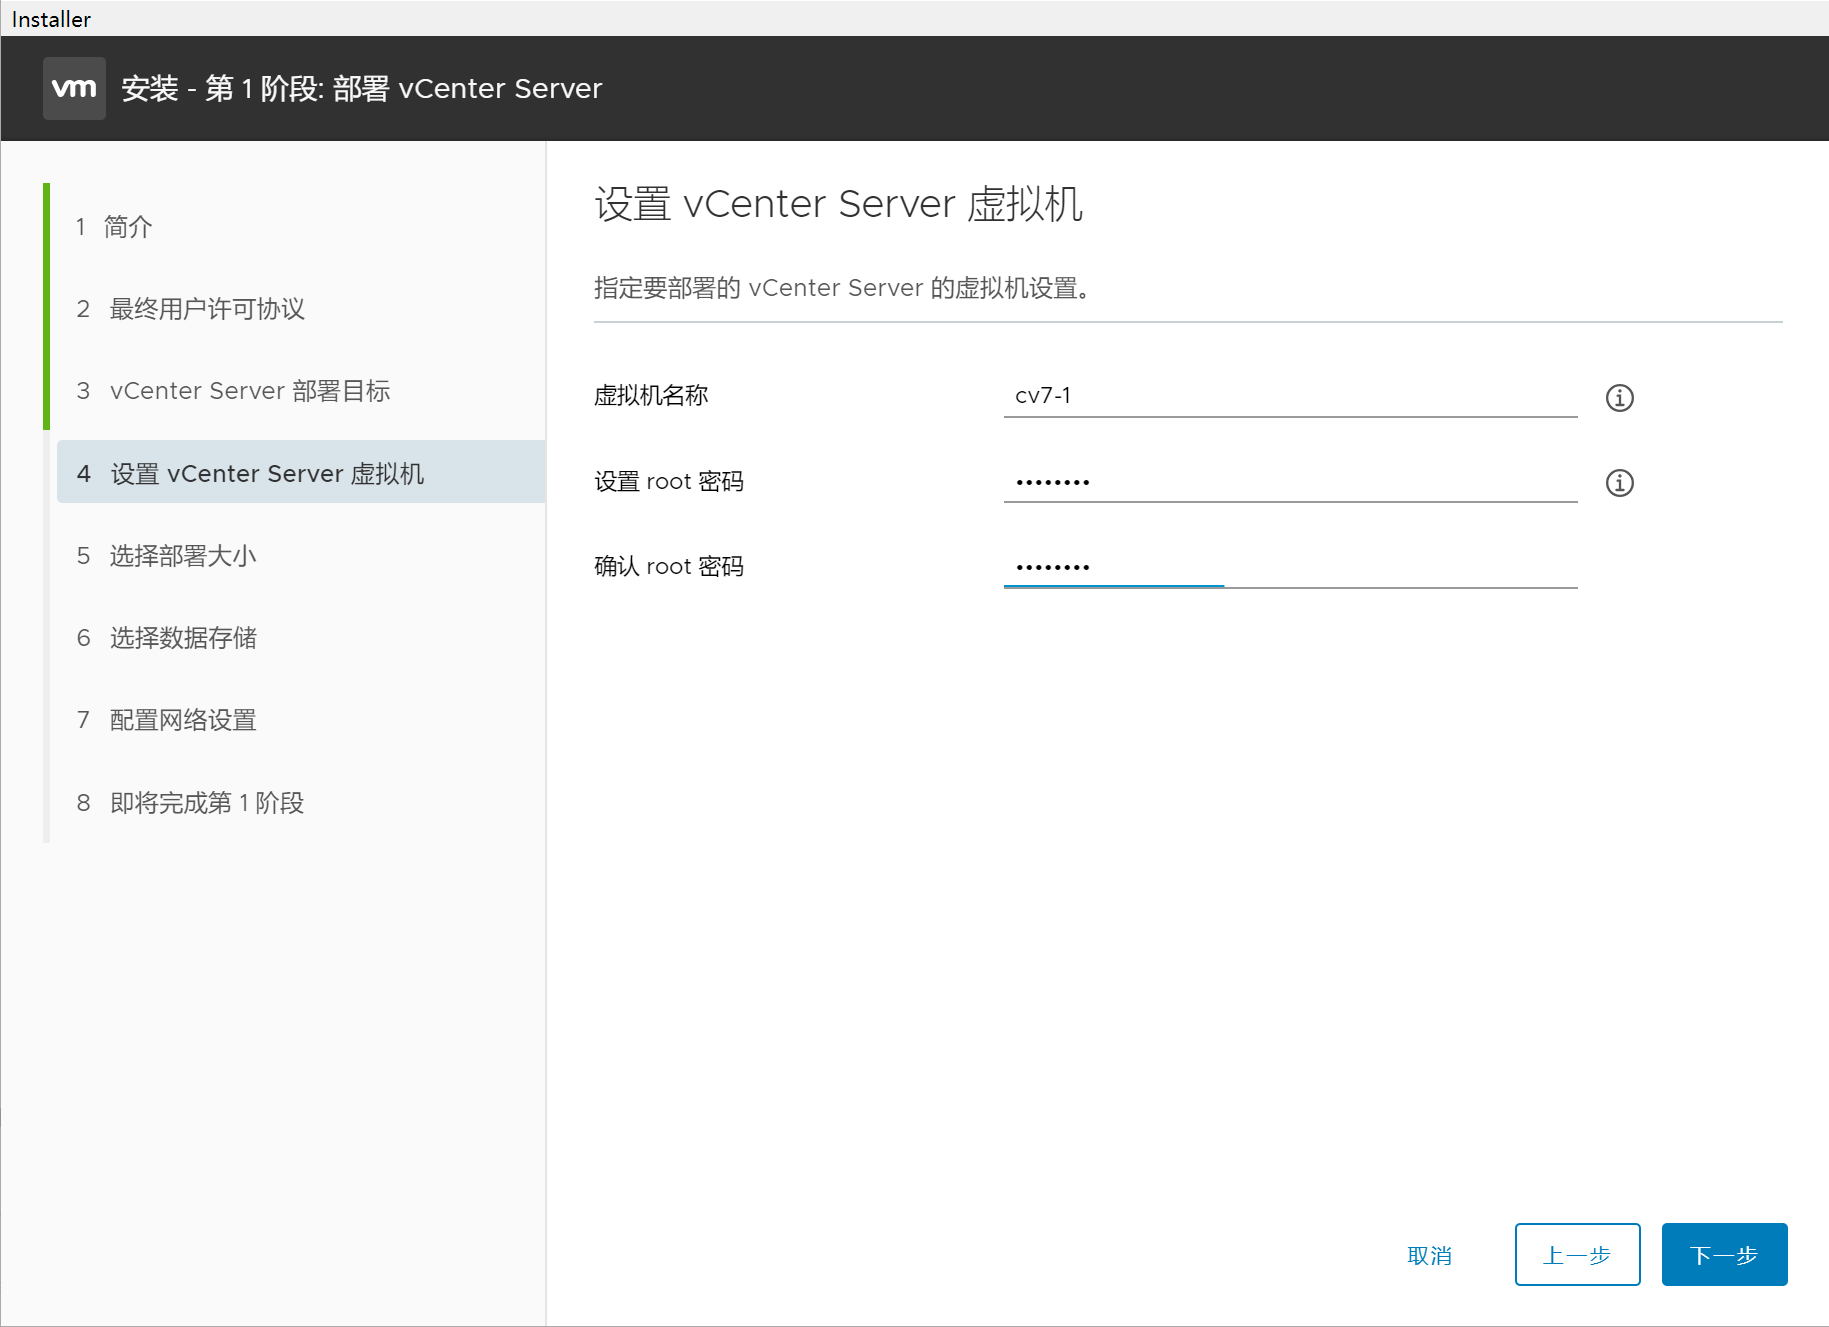 Installer
vm 安装 - 第 1 阶段: 部署 vCenter Server
1 简介
2 最终用户许可协议
3 vCenter Server 部署目标
4 设置 vCenter Server 虚拟机
5 选择部署大小
6 选择数据存储
7 配置网络设置
8 即将完成第 1 阶段
设置 vCenter Server 虚拟机
指定要部署的 vCenter Server 的虚拟机设置。
虚拟机名称 cv7-1
设置 root 密码 ••••••••
确认 root 密码 ••••••••
取消 上一步 下一步